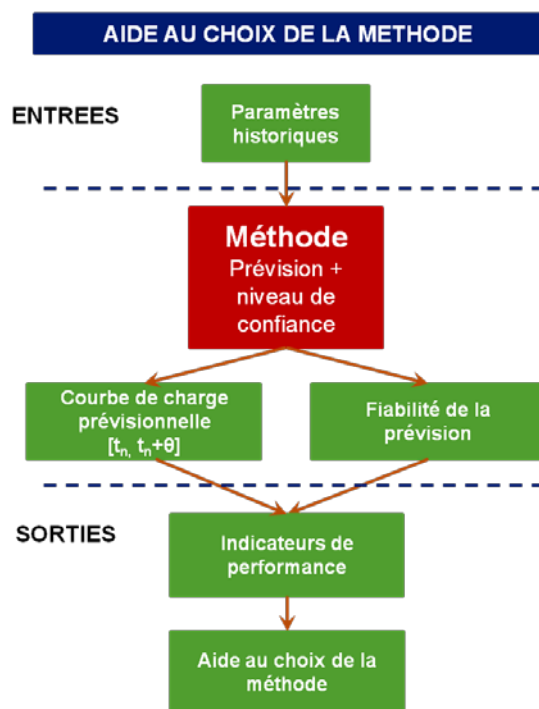 AIDE AU CHOIX DE LA METHODE
ENTREES
Paramètres
historiques
Méthode
Prévision +
niveau de
confiance
Courbe de charge
prévisionnelle
[tn, tn+θ]
Fiabilité de la
prévision
SORTIES
Indicateurs de
performance
Aide au choix de la
méthode